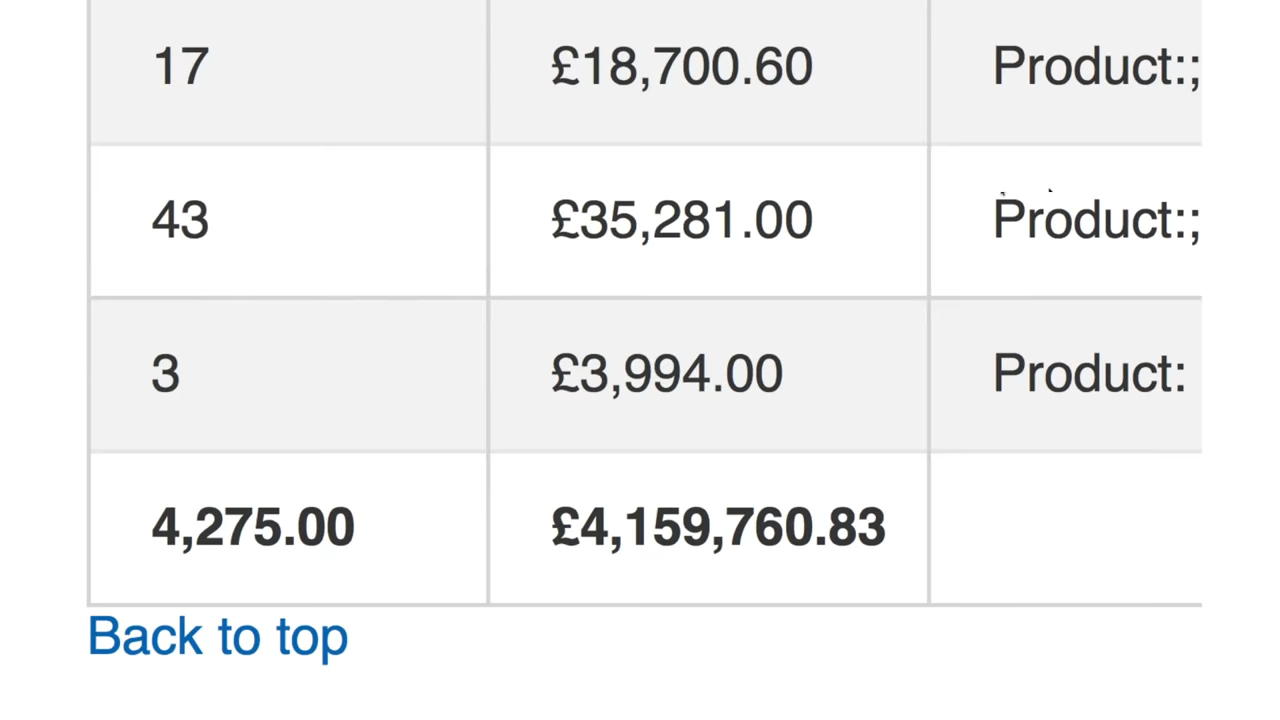 17 £18,700.60 Product:;
43 £35,281.00 Product:;
3 £3,994.00 Product:
4,275.00 £4,159,760.83
Back to top